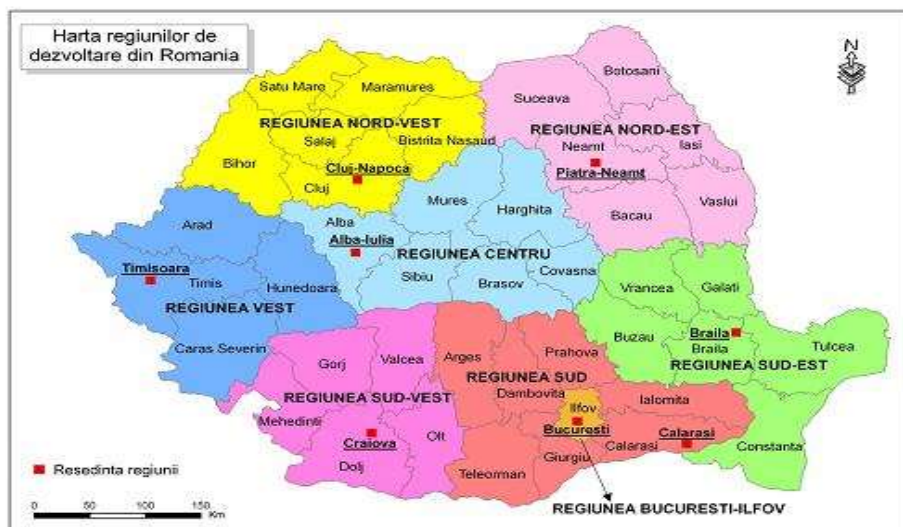 Harta regiunilor de
dezvoltare din Romania
N
Satu Mare
Maramures
Botosani
Suceava
REGIUNEA NORD-VEST
REGIUNEA NORD-EST
Salaj
Bistrita Nasaud
Neamt
Iasi
Bihor
Cluj-Napoca
Piatra-Neamt
Cluj
Mures
Harghita
Vaslui
Bacau
Arad
Alba
Alba-Iulia
REGIUNEA CENTRU
Timisoara
Timis
Hunedoara
Sibiu
Brasov
Covasna
Vrancea
Galati
REGIUNEA VEST
Buzau
Braila
Braila
Tulcea
Caras Severin
Gorj
Valcea
Arges
Prahova
REGIUNEA SUD-EST
REGIUNEA SUD
REGIUNEA SUD-VEST
Dambovita
Ilfov
Ialomita
Mehedinti
Craiova
Olt
Bucuresti
Calarasi
Calarasi
Constanta
Dolj
Teleorman
Giurgiu
Resedinta regiunii
REGIUNEA BUCURESTI-ILFOV
0 50 100 150
Km